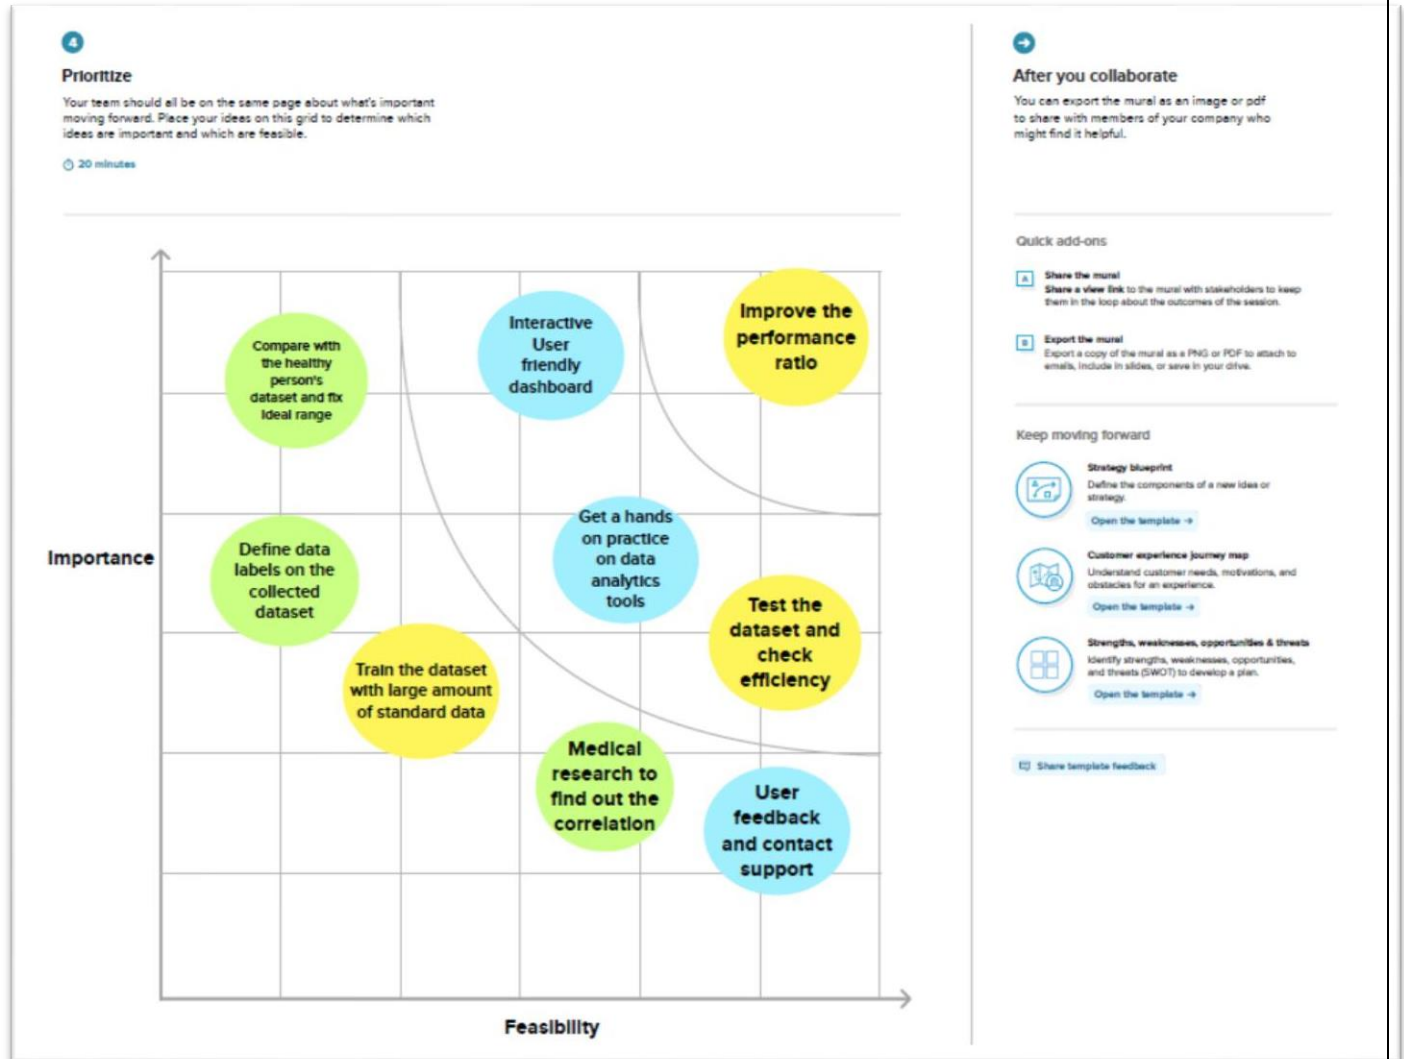 4
Prioritize
Your team should all be on the same page about what's important
moving forward. Place your ideas on this grid to determine which
ideas are important and which are feasible.
20 minutes
Importance
Compare with
the healthy
person's
dataset and fix
ideal range
Interactive
User
friendly
dashboard
Improve the
performance
ratio
Define data
labels on the
collected
dataset
Get a hands
on practice
on data
analytics
tools
Test the
dataset and
check
efficiency
Train the dataset
with large amount
of standard data
Medical
research to
find out the
correlation
User
feedback
and contact
support
Feasibility
After you collaborate
You can export the mural as an image or pdf
to share with members of your company who
might find it helpful.
Quick add-ons
A
Share the mural
Share a view link to the mural with stakeholders to keep
them in the loop about the outcomes of the session.
B
Export the mural
Export a copy of the mural as a PNG or PDF to attach to
emails, include in slides, or save in your drive.
Keep moving forward
Strategy blueprint
Define the components of a new idea or
strategy.
Open the template →
Customer experience journey map
Understand customer needs, motivations, and
obstacles for an experience.
Open the template →
Strengths, weaknesses, opportunities & threats
Identify strengths, weaknesses, opportunities,
and threats (SWOT) to develop a plan.
Open the template →
Share template feedback